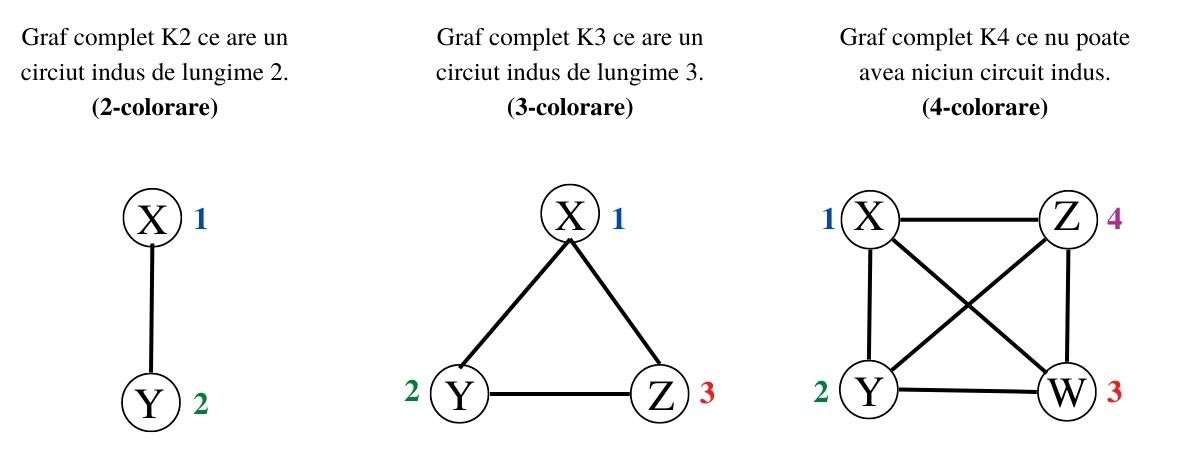 Graf complet K2 ce are un
circiut indus de lungime 2.
(2-colorare)
Graf complet K3 ce are un
circiut indus de lungime 3.
(3-colorare)
Graf complet K4 ce nu poate
avea niciun circuit indus.
(4-colorare)
X 1
Y 2
X 1
2 Y
Z 3
1 X
Z 4
2 Y
W 3